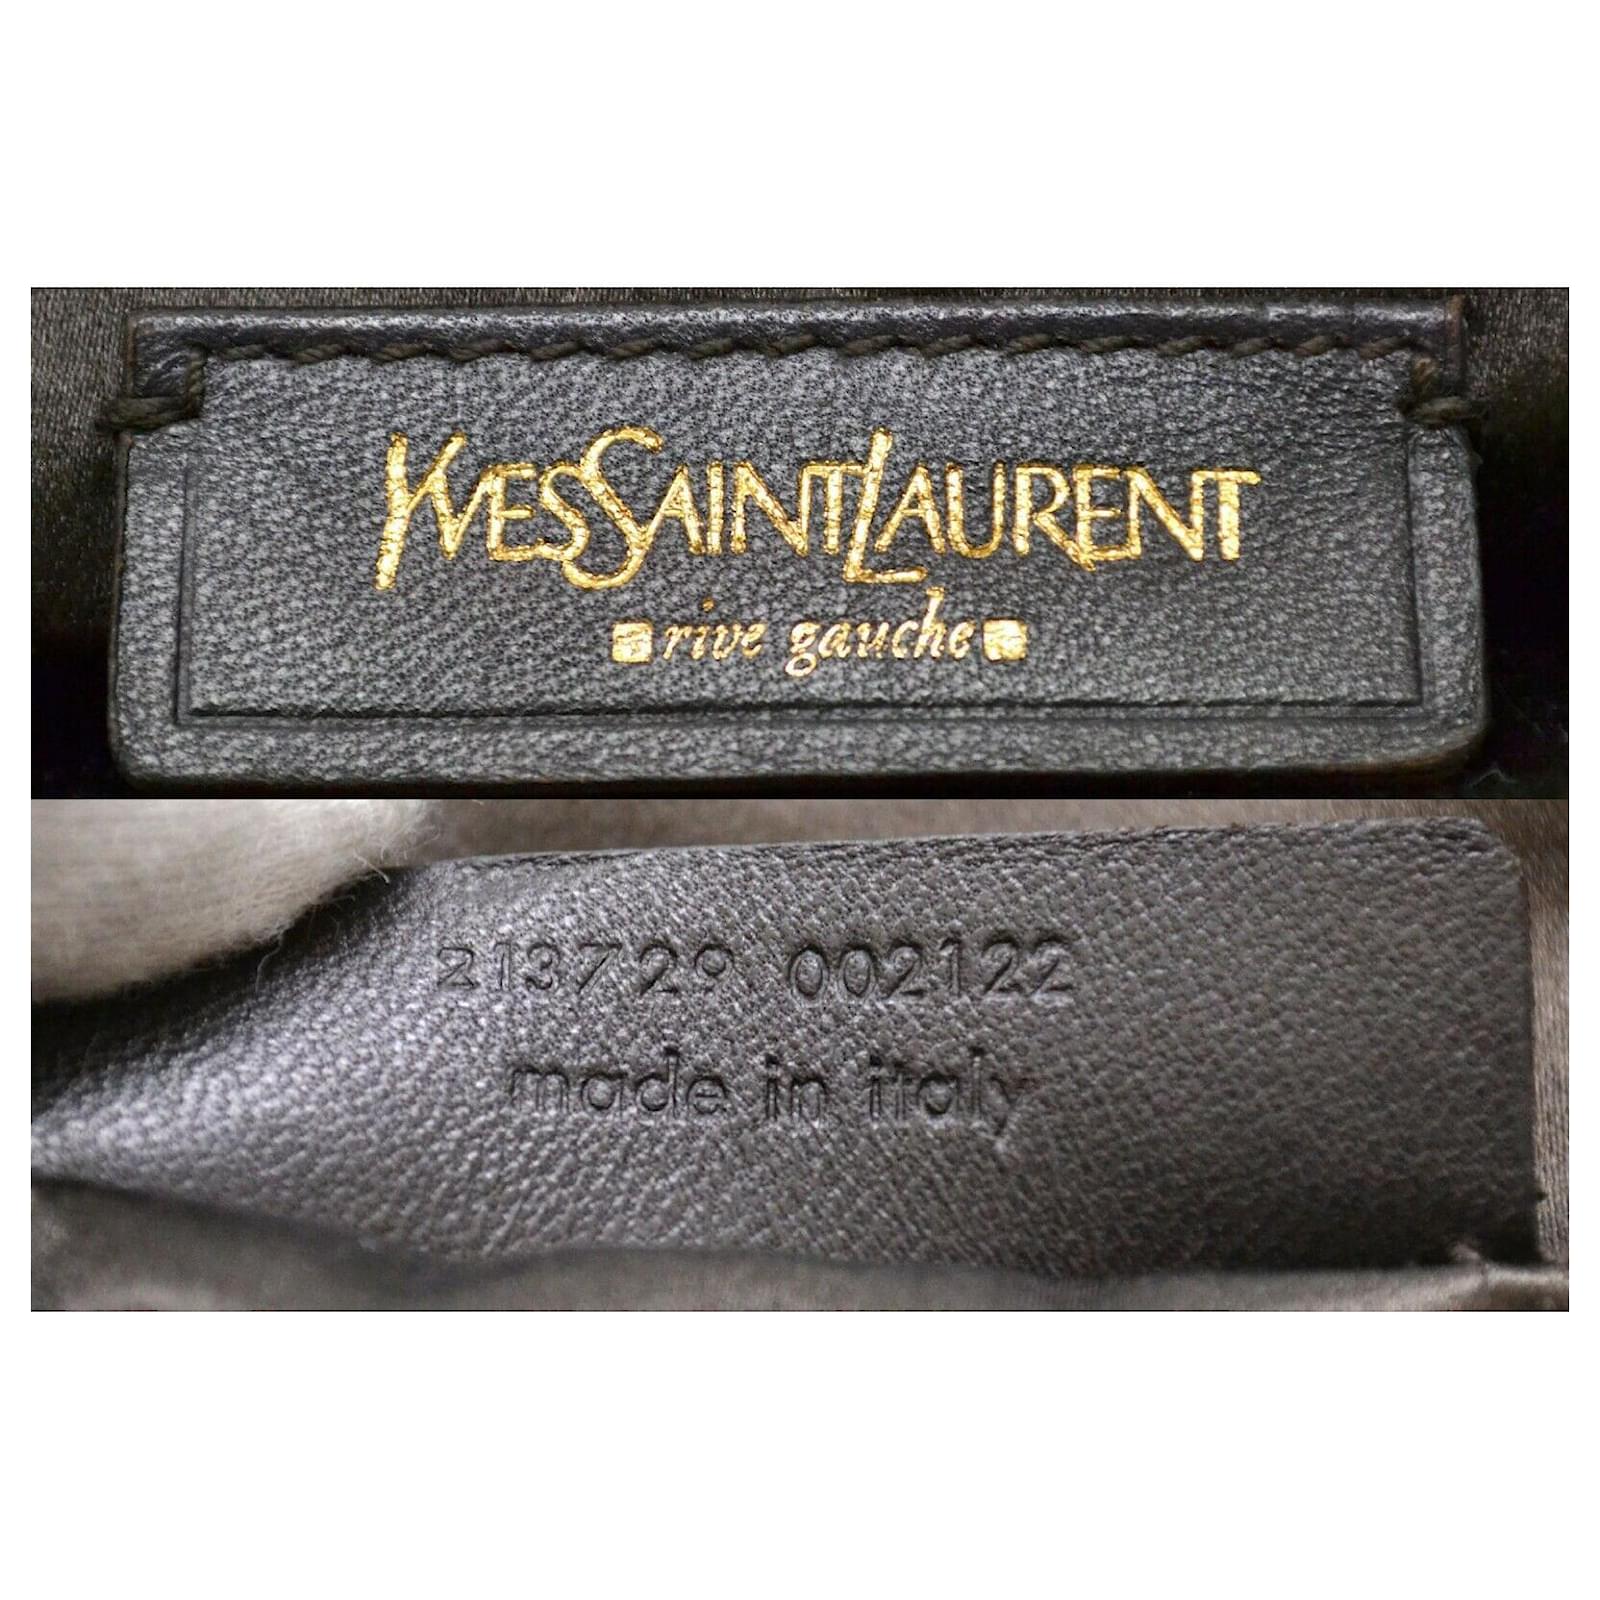 YVESSAINTLAURENT
rive gauche
213729 002122
made in italy